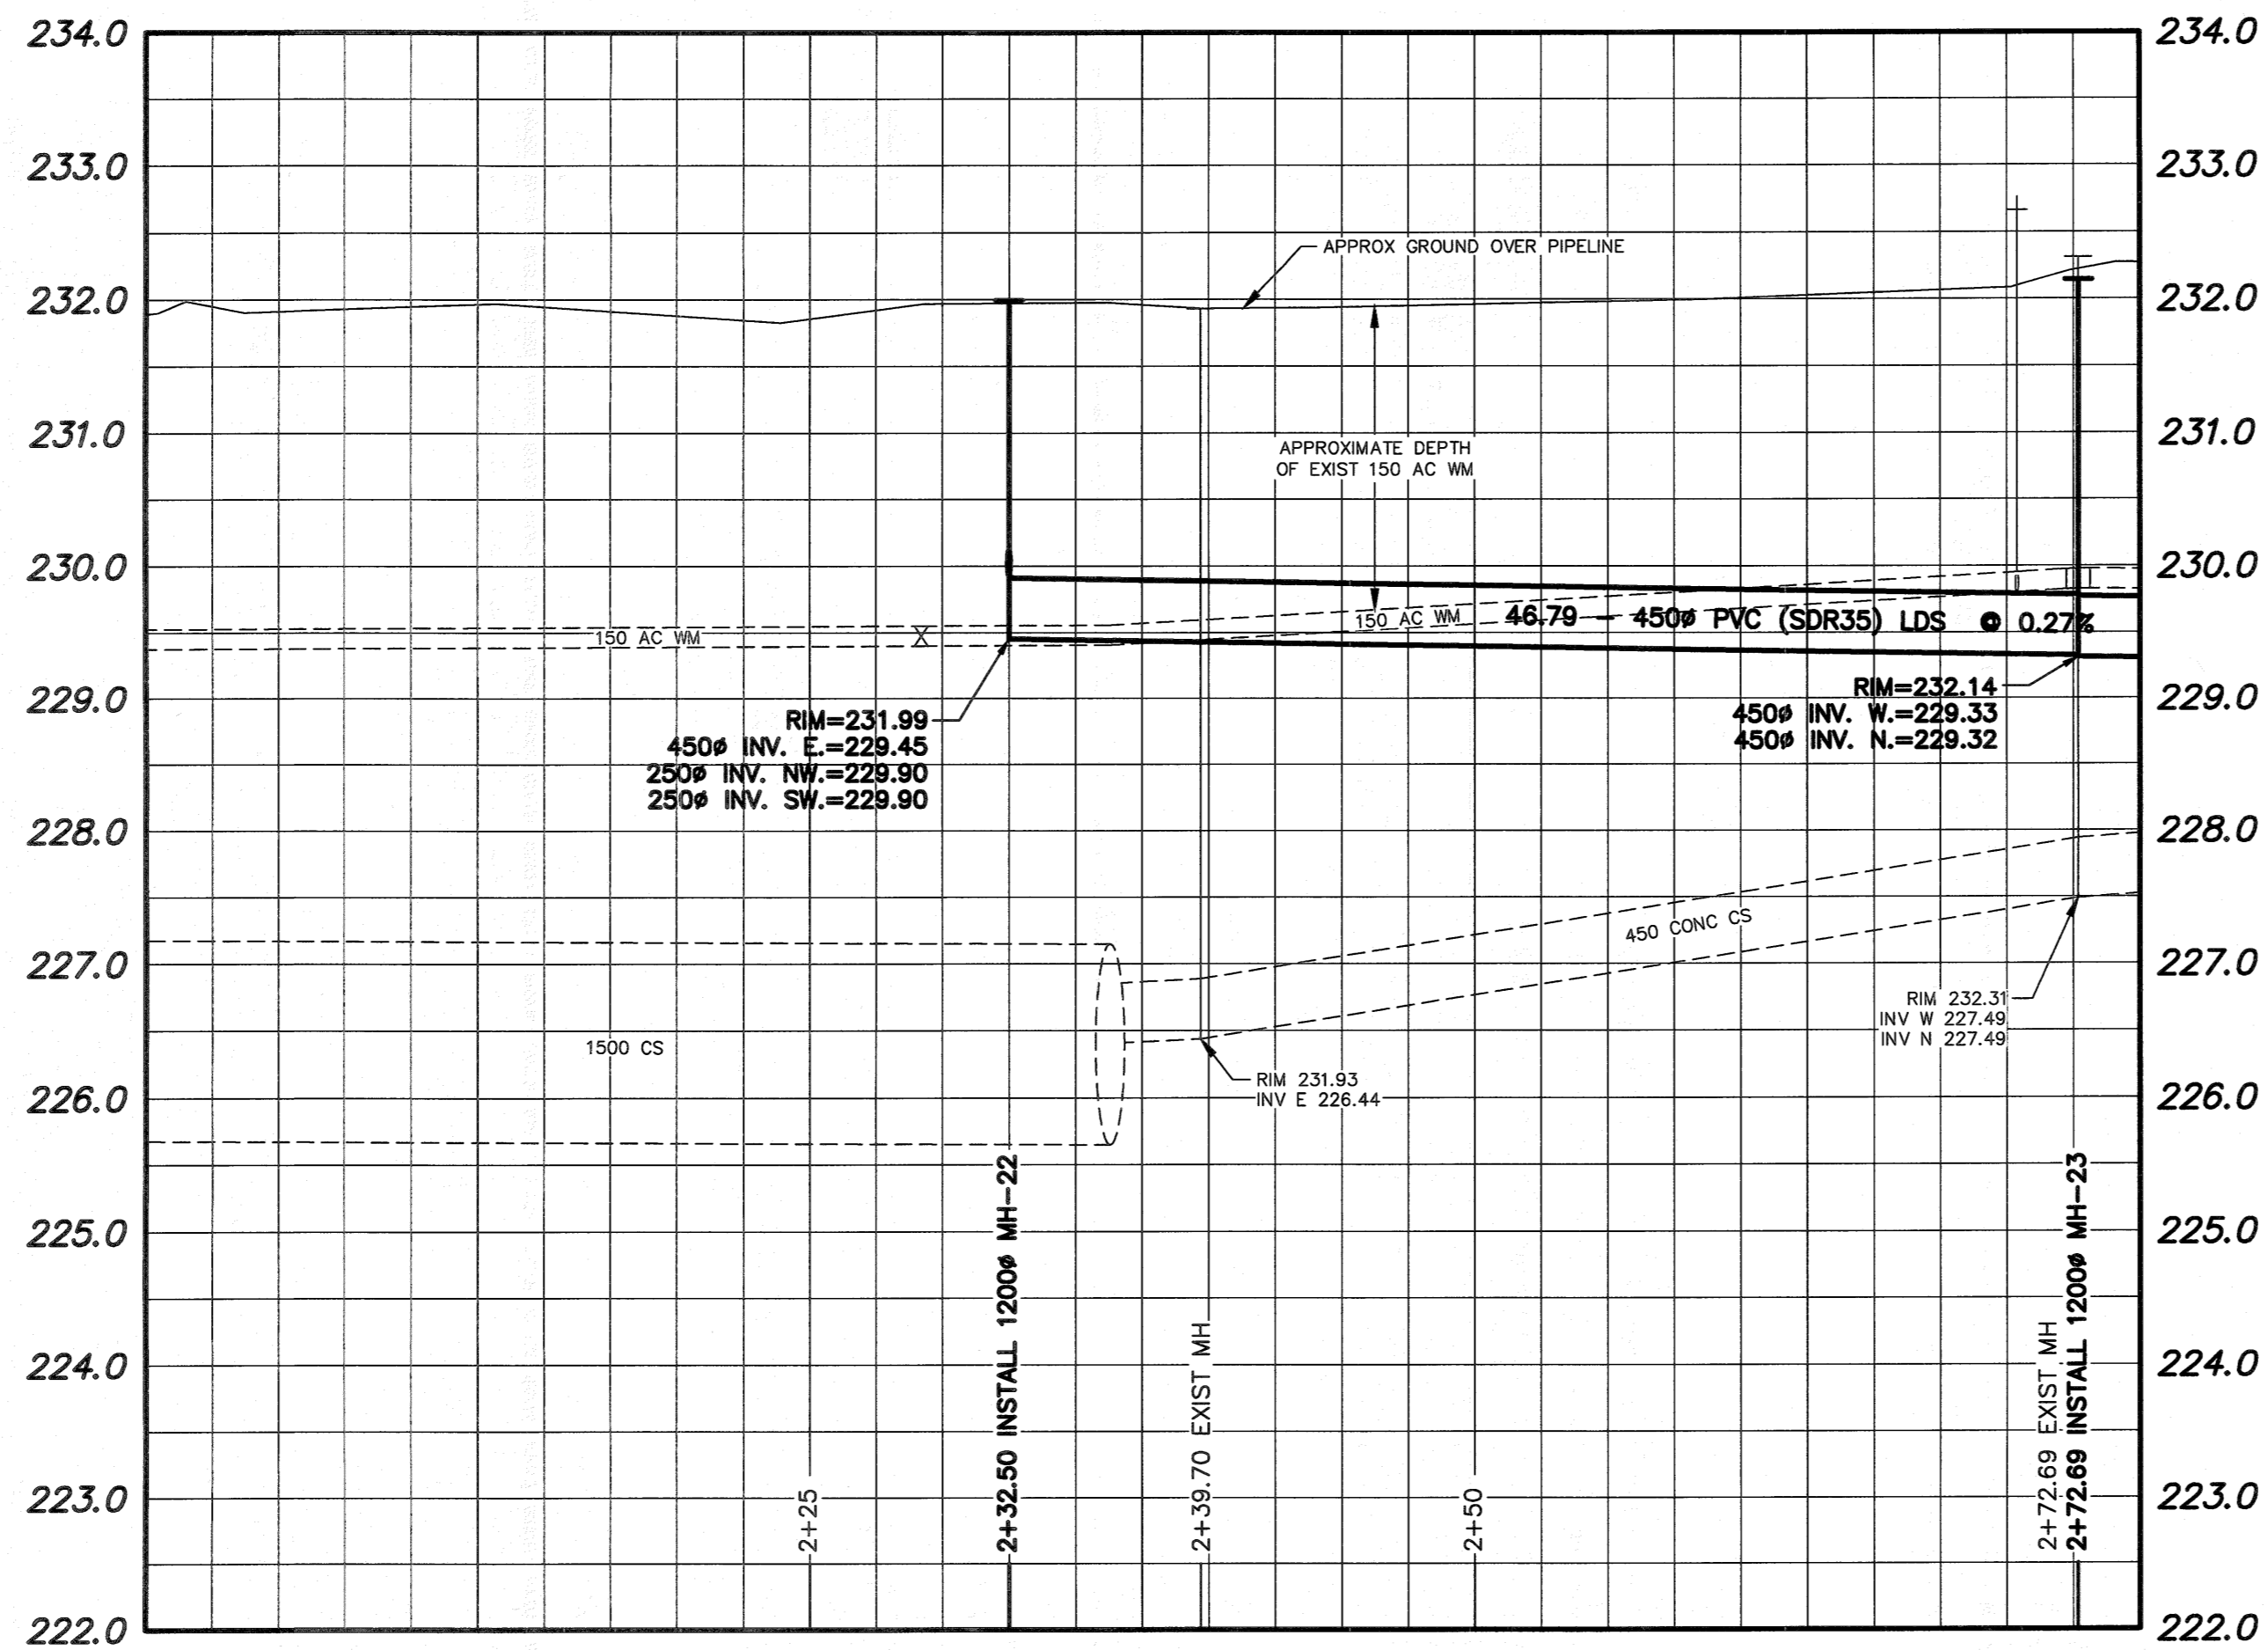 234.0
234.0
233.0
233.0
APPROX GROUND OVER PIPELINE
232.0
232.0
231.0
231.0
APPROXIMATE DEPTH
OF EXIST 150 AC WM
230.0
230.0
150 AC WM
X
150 AC WM
46.79 - 450ø PVC (SDR35) LDS @ 0.27%
229.0
229.0
RIM=231.99
450ø INV. E.=229.45
250ø INV. NW.=229.90
250ø INV. SW.=229.90
RIM=232.14
450ø INV. W.=229.33
450ø INV. N.=229.32
228.0
228.0
450 CONC CS
227.0
227.0
RIM 232.31
INV W 227.49
INV N 227.49
1500 CS
RIM 231.93
INV E 226.44
226.0
226.0
225.0
225.0
224.0
224.0
223.0
223.0
2+25
2+32.50 INSTALL 1200ø MH-22
2+39.70 EXIST MH
2+50
2+72.69 EXIST MH
2+72.69 INSTALL 1200ø MH-23
222.0
222.0